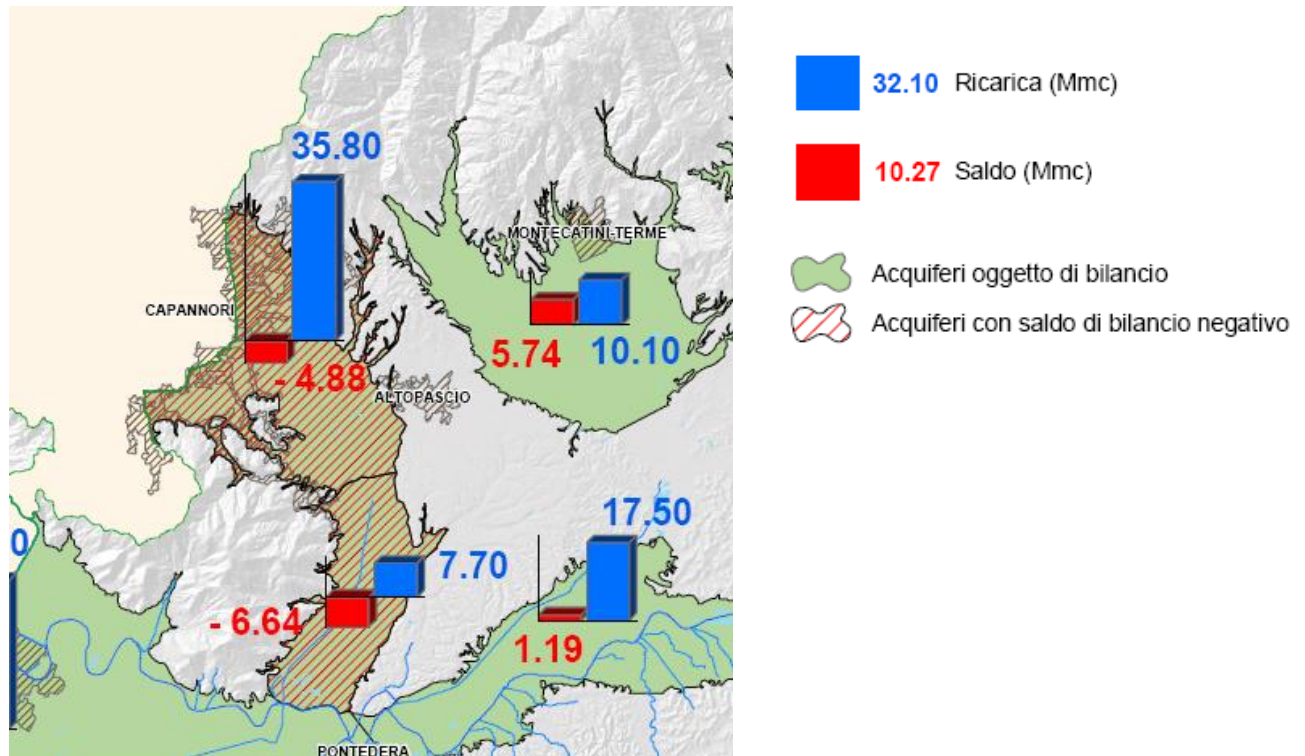 35.80
MONTECATINI-TERME
CAPANNORI
5.74
10.10
- 4.88
ALTOPASCIO
17.50
0
7.70
- 6.64
1.19
PONTEDERA
32.10 Ricarica (Mmc)
10.27 Saldo (Mmc)
Acquiferi oggetto di bilancio
Acquiferi con saldo di bilancio negativo